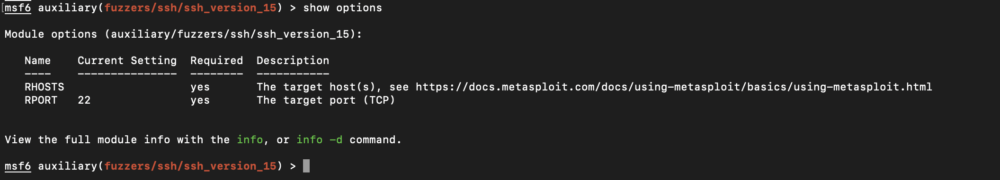 msf6 auxiliary(fuzzers/ssh/ssh_version_15) > show options
Module options (auxiliary/fuzzers/ssh/ssh_version_15):
Name    Current Setting  Required  Description
----    ---------------  --------  -----------
RHOSTS                   yes       The target host(s), see https://docs.metasploit.com/docs/using-metasploit/basics/using-metasploit.html
RPORT   22               yes       The target port (TCP)
View the full module info with the info, or info -d command.
msf6 auxiliary(fuzzers/ssh/ssh_version_15) >